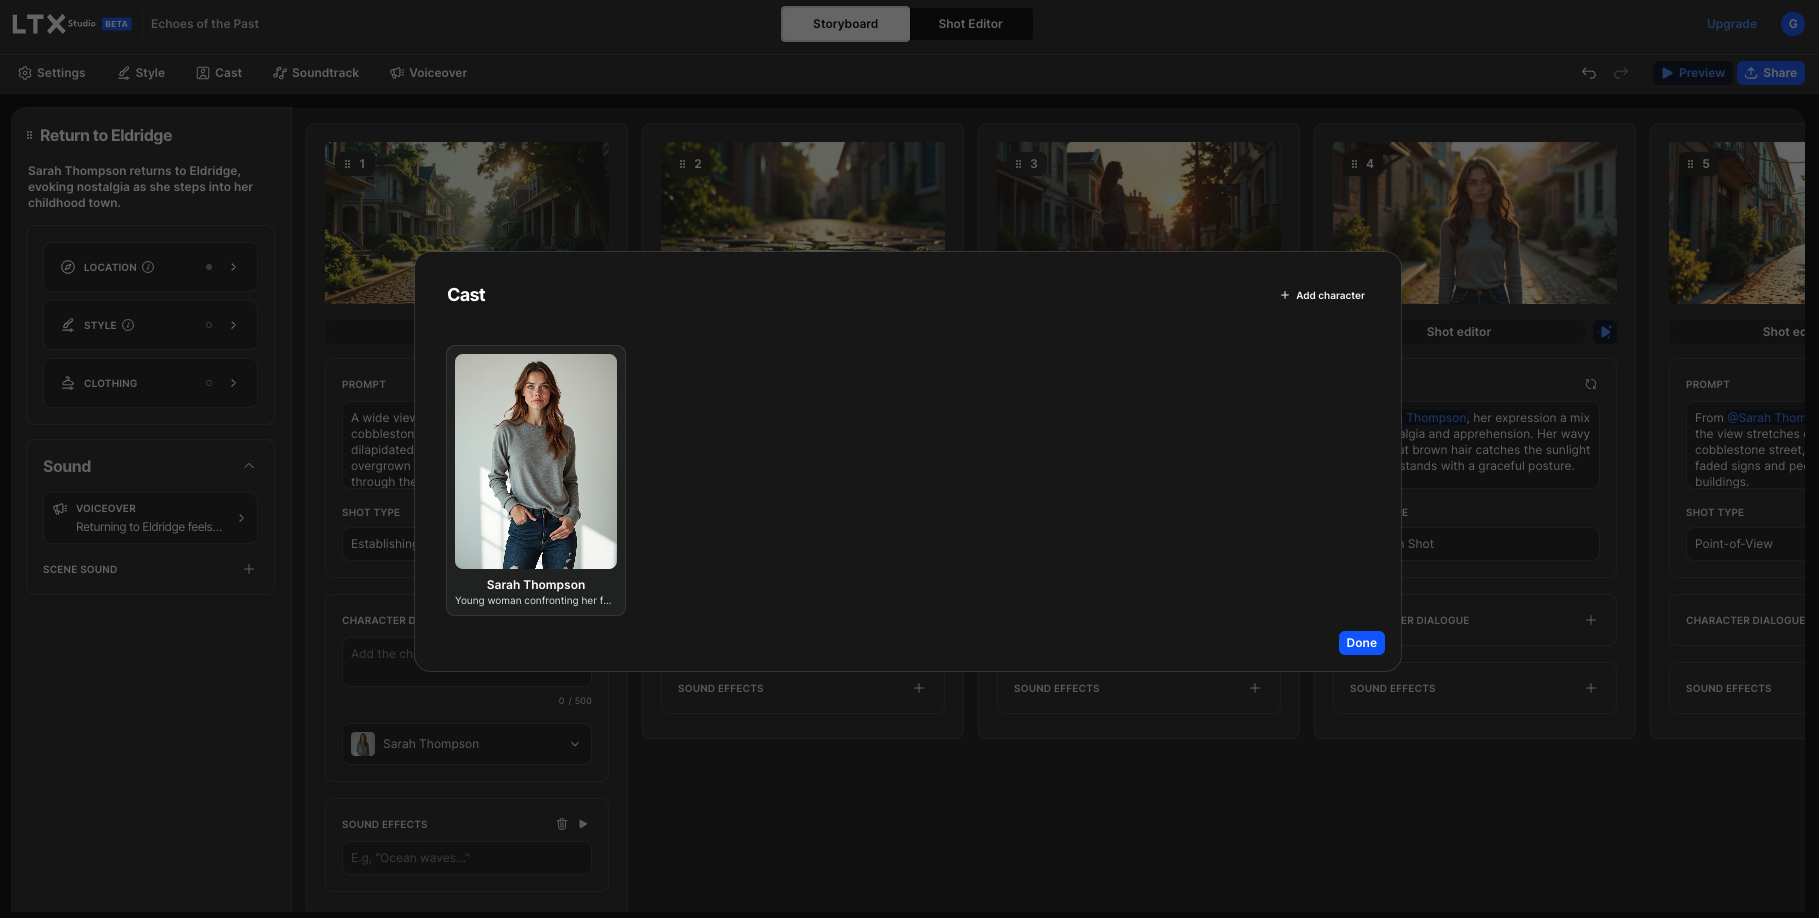 LTX Studio BETA Echoes of the Past
Storyboard Shot Editor
Upgrade G
Settings Style Cast Soundtrack Voiceover
Preview Share
Return to Eldridge
Sarah Thompson returns to Eldridge,
evoking nostalgia as she steps into her
childhood town.
LOCATION
STYLE
CLOTHING
Sound
VOICEOVER
Returning to Eldridge feels...
SCENE SOUND
1
2
3
4
5
PROMPT
A wide view
cobbleston
dilapidated
overgrown
through the
SHOT TYPE
Establishing
CHARACTER D
Add the ch
0 / 500
Sarah Thompson
SOUND EFFECTS
E.g, "Ocean waves..."
Cast
+ Add character
Sarah Thompson
Young woman confronting her f...
Done
SOUND EFFECTS
SOUND EFFECTS
Shot editor
Thompson, her expression a mix
algia and apprehension. Her wavy
ut brown hair catches the sunlight
stands with a graceful posture.
E
Shot
ER DIALOGUE
SOUND EFFECTS
Shot ed
PROMPT
From @Sarah Thom
the view stretches
cobblestone street,
faded signs and pe
buildings.
SHOT TYPE
Point-of-View
CHARACTER DIALOGUE
SOUND EFFECTS